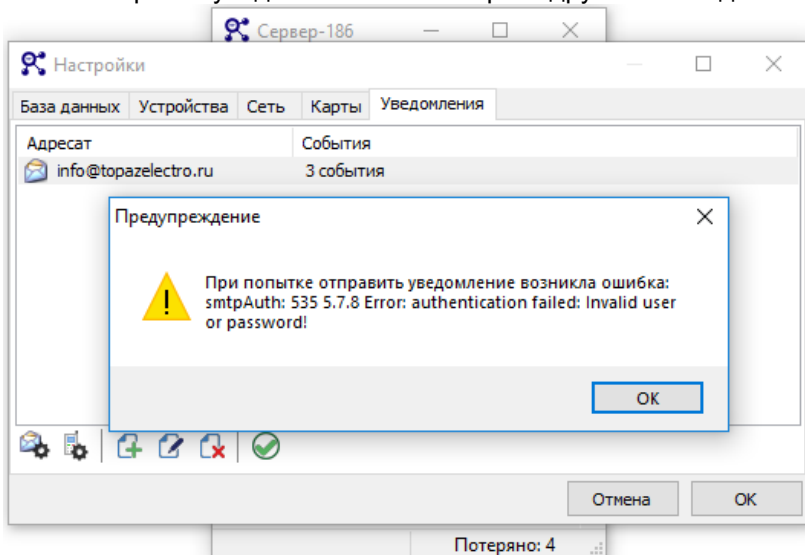 Сервер-186
Настройки
База данных Устройства Сеть Карты Уведомления
Адресат События
info@topazelectro.ru 3 события
Предупреждение
При попытке отправить уведомление возникла ошибка:
smtpAuth: 535 5.7.8 Error: authentication failed: Invalid user
or password!
OK
Отмена OK
Потеряно: 4